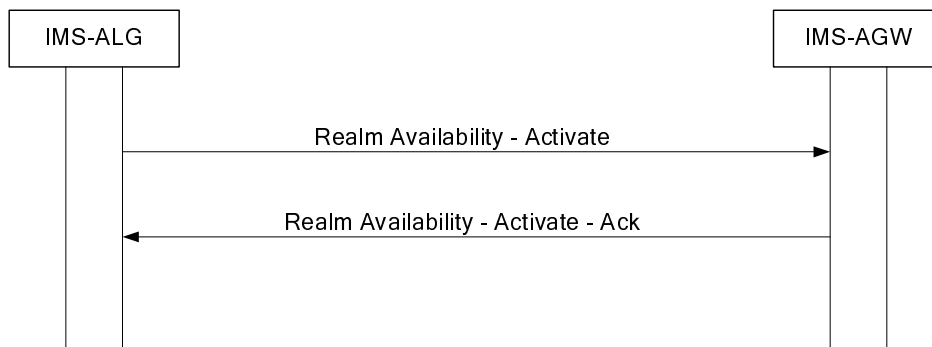 IMS-ALG
IMS-AGW
Realm Availability - Activate
Realm Availability - Activate - Ack